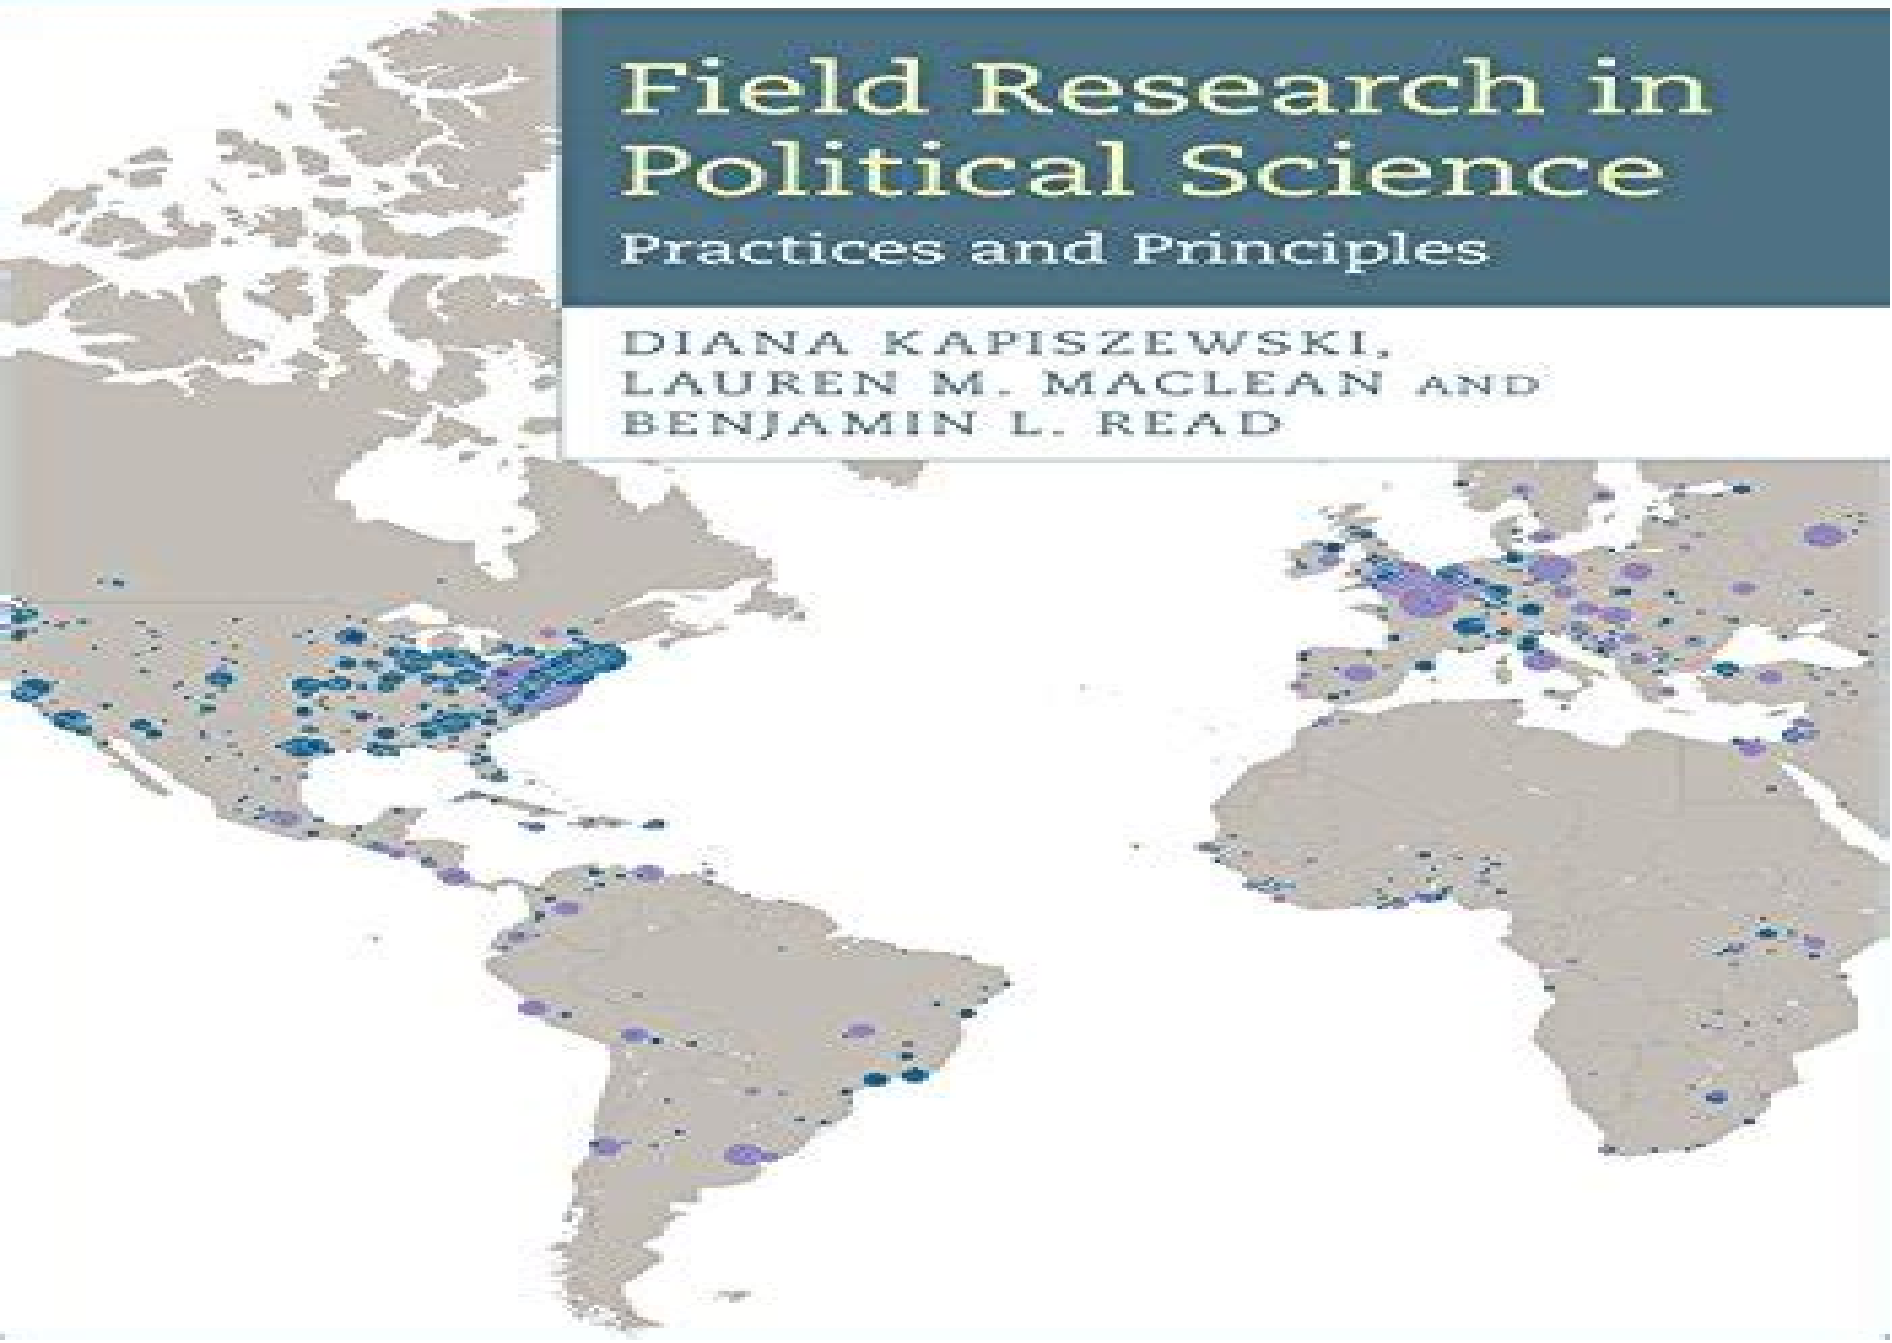 Field Research in
Political Science
Practices and Principles
DIANA KAPISZEWSKI,
LAUREN M. MACLEAN AND
BENJAMIN L. READ